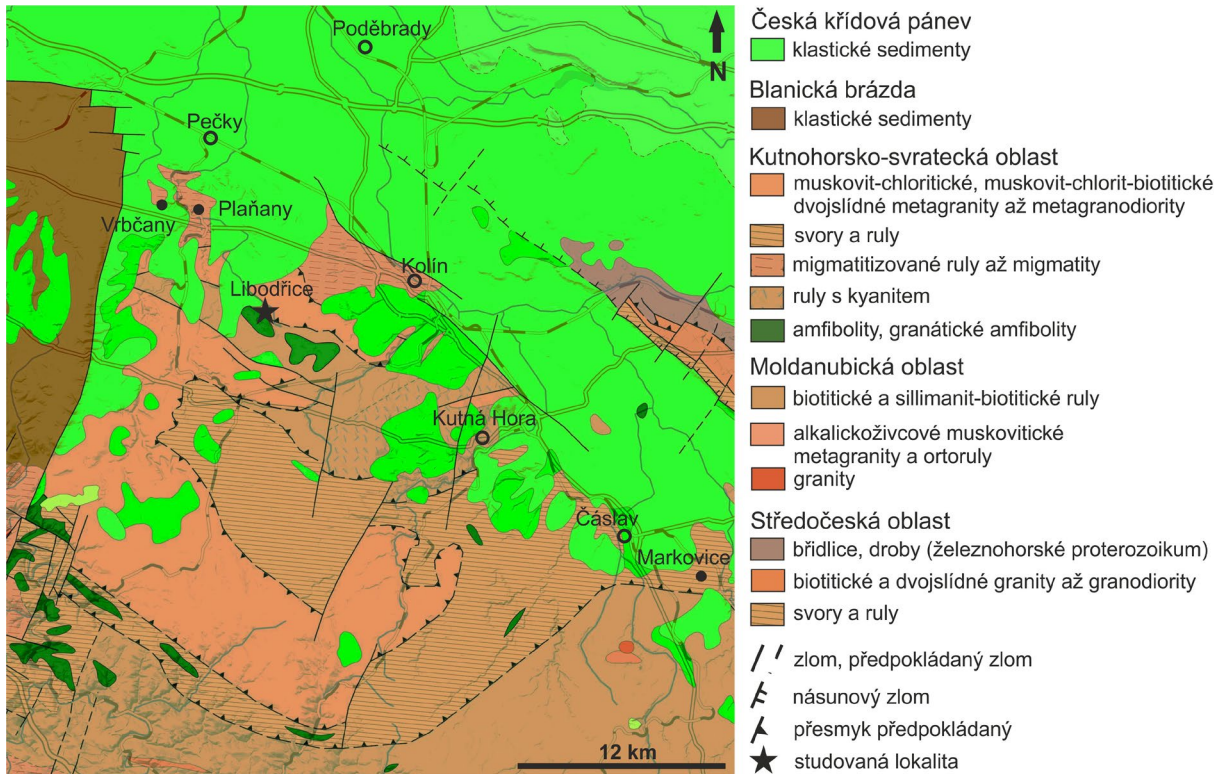 Poděbrady
N
Pečky
Plaňany
Vrbčany
Kolín
Libodřice
Kutná Hora
Čáslav
Markovice
12 km
Česká křídová pánev
klastické sedimenty
Blanická brázda
klastické sedimenty
Kutnohorsko-svratecká oblast
muskovit-chloritické, muskovit-chlorit-biotitické
dvojslídné metagranity až metagranodiority
svory a ruly
migmatitizované ruly až migmatity
ruly s kyanitem
amfibolity, granátické amfibolity
Moldanubická oblast
biotitické a sillimanit-biotitické ruly
alkalickoživcové muskovitické
metagranity a ortoruly
granity
Středočeská oblast
břidlice, droby (železnohorské proterozoikum)
biotitické a dvojslídné granity až granodiority
svory a ruly
zlom, předpokládaný zlom
násunový zlom
přesmyk předpokládaný
studovaná lokalita